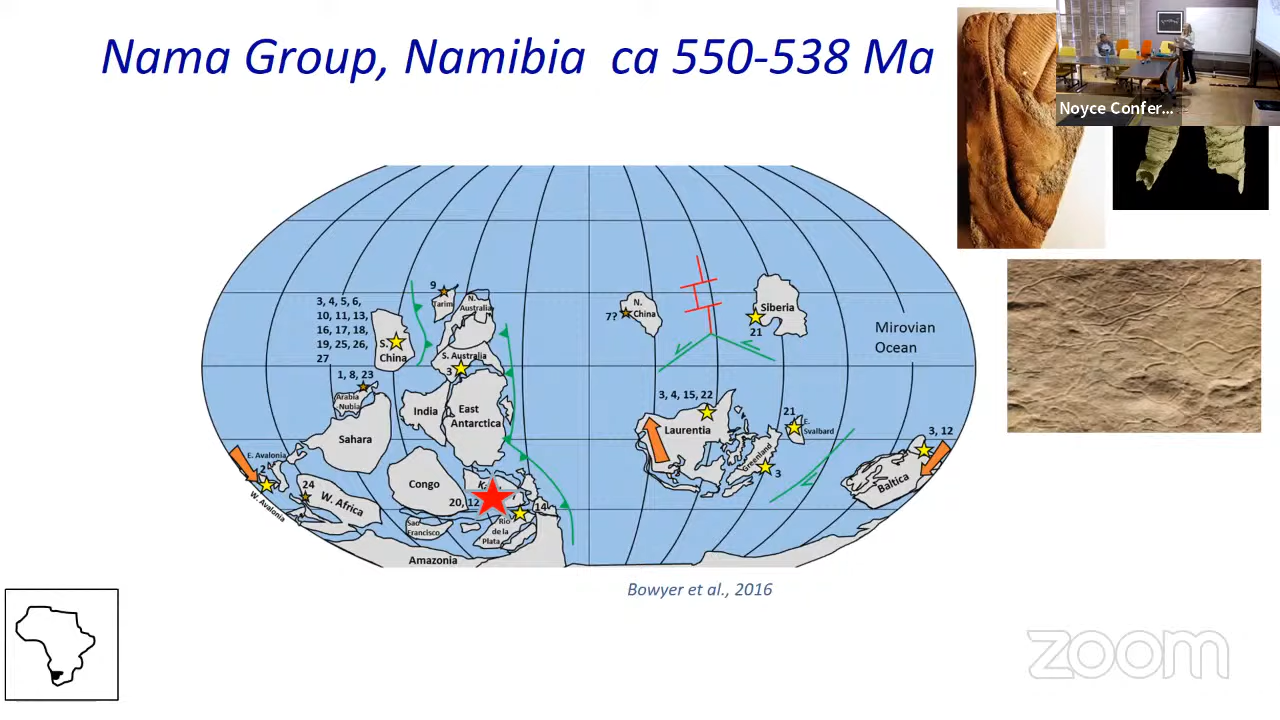 Nama Group, Namibia ca 550-538 Ma
Noyce Confer...
9
Tarim
N.
Australia
3, 4, 5, 6,
10, 11, 13,
16, 17, 18,
19, 25, 26,
27
S.
China
S. Australia
3
N.
China
7?
Siberia
21
Mirovian
Ocean
1, 8, 23
Arabia
Nubia
India
East
Antarctica
Sahara
3, 4, 15, 22
Laurentia
21
E.
Svalbard
Greenland
3
3, 12
Baltica
E. Avalonia
2
W. Avalonia
24
W. Africa
Congo
K
20, 12
14
Sao
Francisco
Rio
de la
Plata
Amazonia
Bowyer et al., 2016
zoom